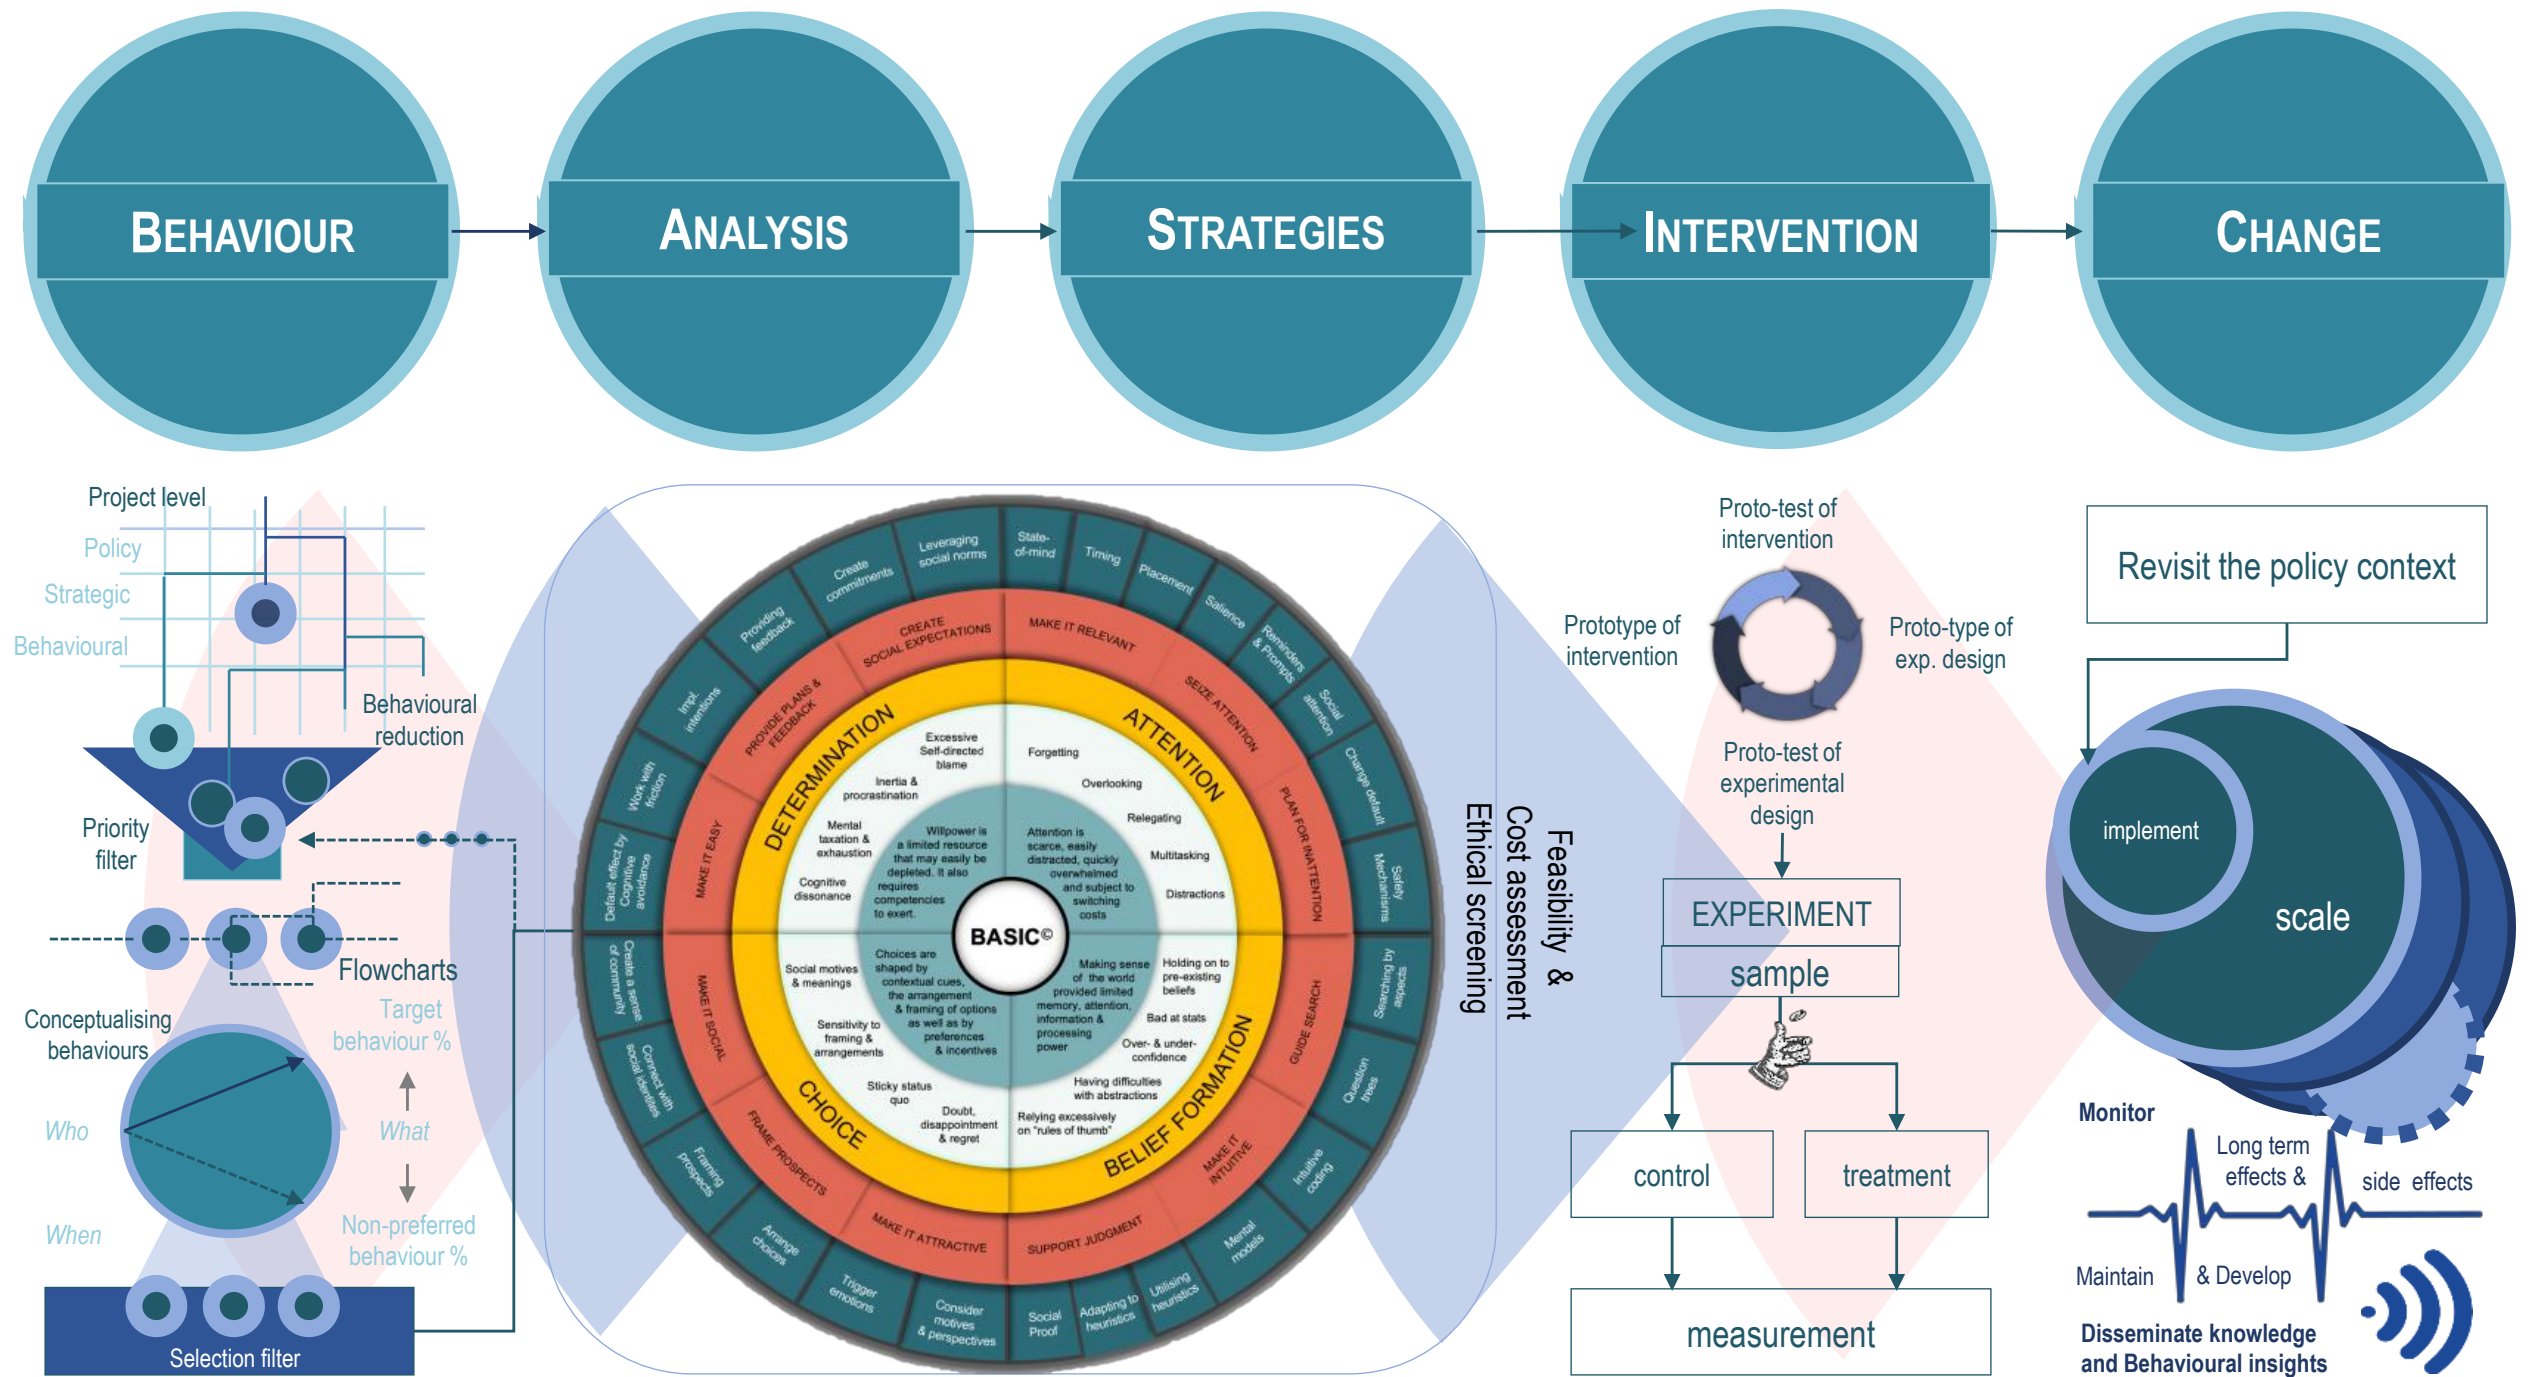 BEHAVIOUR
ANALYSIS
STRATEGIES
INTERVENTION
CHANGE
Project level
Policy
Strategic
Behavioural
Behavioural
reduction
Priority
filter
Flowcharts
Conceptualising
behaviours
Target
behaviour %
Who
What
When
Non-preferred
behaviour %
Selection filter
State-
of-mind
Timing
Placement
Salience
Reminders
& Prompts
Social
attention
Change default
Safety
Mechanisms
Searching by
aspects
Question
trees
Intuitive
coding
Mental
models
Utilising
heuristics
Adapting to
heuristics
Social
Proof
Consider
motives
& perspectives
Trigger
emotions
Arrange
choices
Framing
prospects
Connect with
social identites
Create a sense
of community
Default effect by
Cognitive
avoidance
Work with
friction
Impl.
intentions
Providing
feedback
Create
commitments
Leveraging
social norms
MAKE IT RELEVANT
SEIZE ATTENTION
PLAN FOR INATTENTION
GUIDE SEARCH
MAKE IT
INTUITIVE
SUPPORT JUDGMENT
MAKE IT ATTRACTIVE
FRAME PROSPECTS
MAKE IT SOCIAL
MAKE IT EASY
PROVIDE PLANS &
FEEDBACK
CREATE
SOCIAL EXPECTATIONS
DETERMINATION
ATTENTION
BELIEF FORMATION
CHOICE
Excessive
Self-directed
blame
Inertia &
procrastination
Mental
taxation &
exhaustion
Cognitive
dissonance
Forgetting
Overlooking
Relegating
Multitasking
Distractions
Holding on to
pre-existing
beliefs
Bad at stats
Over- & under-
confidence
Having difficulties
with abstractions
Relying excessively
on "rules of thumb"
Social motives
& meanings
Sensitivity to
framing &
arrangements
Sticky status
quo
Doubt,
disappointment
& regret
Willpower is
a limited resource
that may easily be
depleted. It also
requires
competencies
to exert.
Attention is
scarce, easily
distracted, quickly
overwhelmed
and subject to
switching
costs
Choices are
shaped by
contextual cues,
the arrangement
& framing of options
as well as by
preferences
& incentives
Making sense
of the world
provided limited
memory, attention,
information &
processing
power
BASIC©
Feasibility &
Cost assessment
Ethical screening
Proto-test of
intervention
Prototype of
intervention
Proto-type of
exp. design
Proto-test of
experimental
design
EXPERIMENT
sample
control
treatment
measurement
Revisit the policy context
implement
scale
Monitor
Long term
effects &
side effects
Maintain
& Develop
Disseminate knowledge
and Behavioural insights